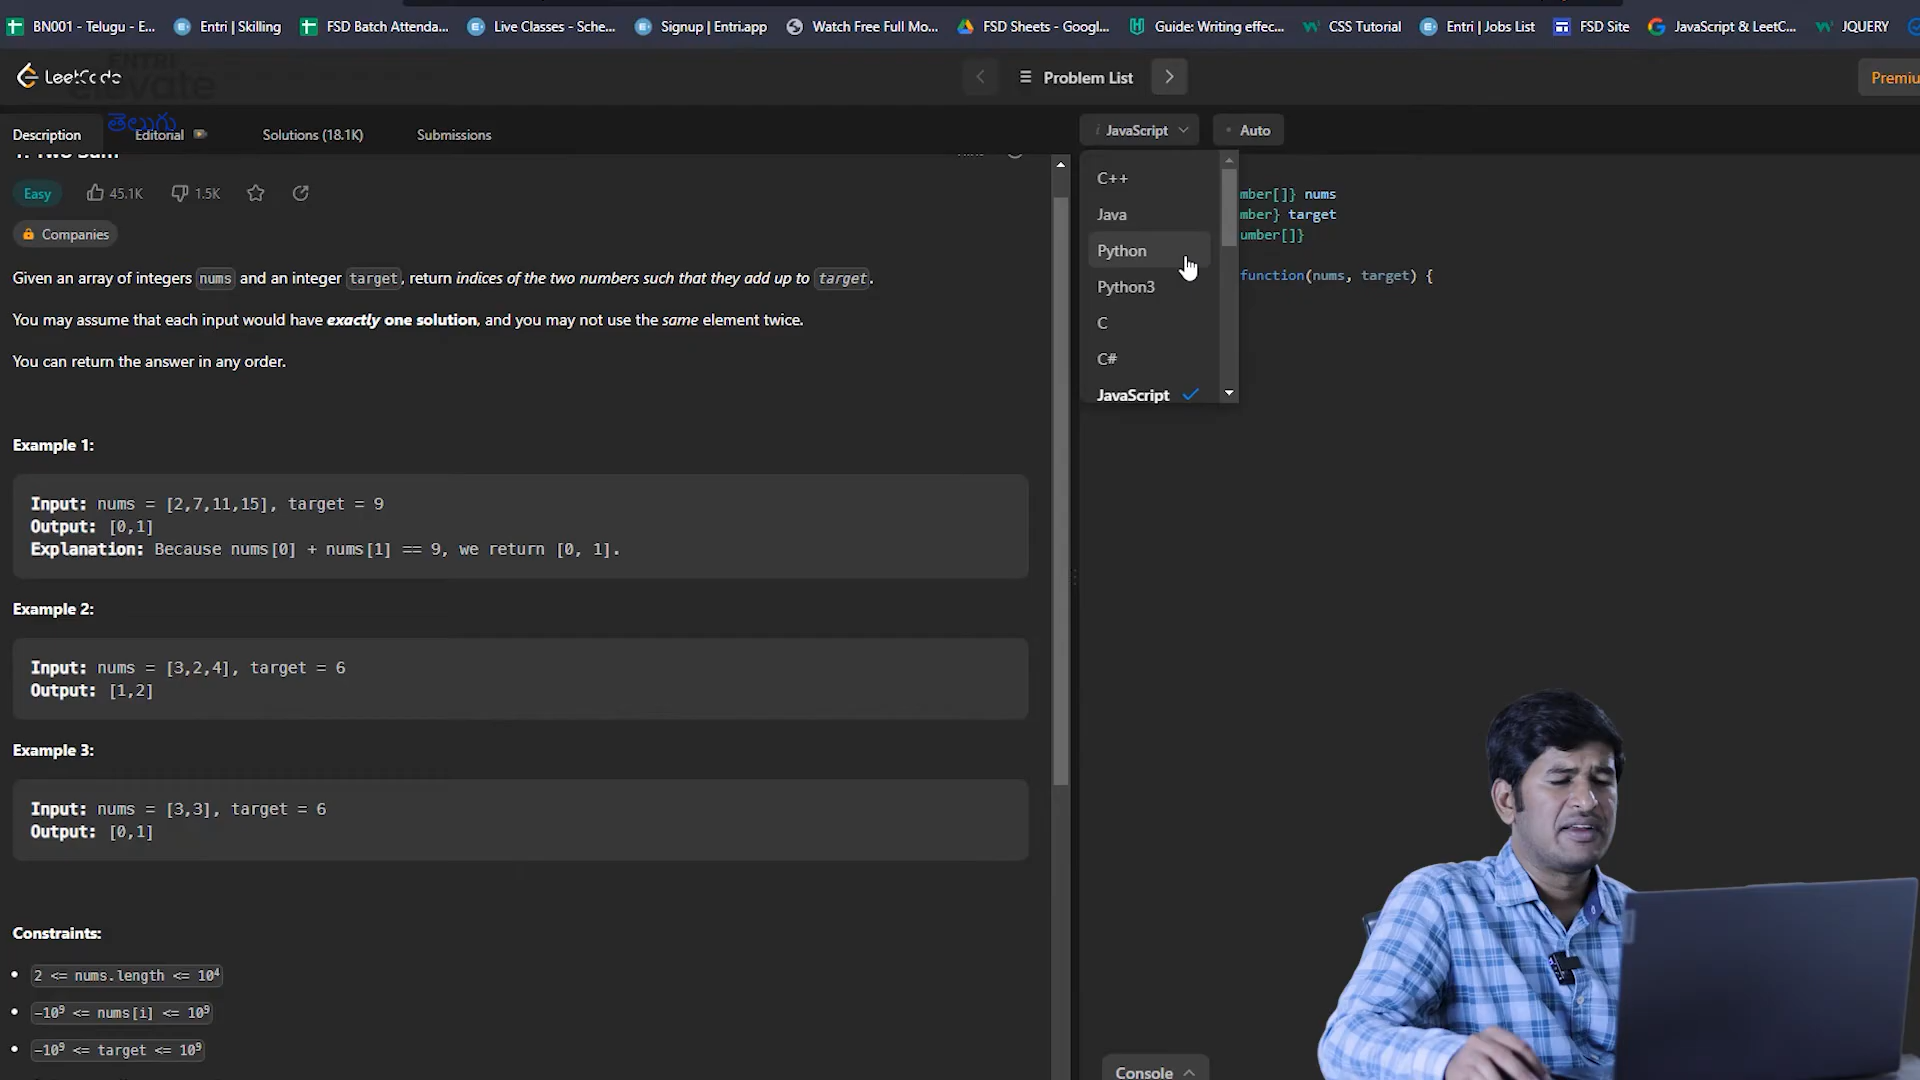 BN001 - Telugu - E...
Entri | Skilling
FSD Batch Attenda...
Live Classes - Sche...
Signup | Entri.app
Watch Free Full Mo...
FSD Sheets - Googl...
Guide: Writing effec...
CSS Tutorial
Entri | Jobs List
FSD Site
JavaScript & LeetC...
JQUERY
LeetCode
ENTRI
elevate
తెలుగు
Problem List
Premiu
Description
Editorial
Solutions (18.1K)
Submissions
1. Two Sum
Easy
45.1K
1.5K
Companies
Given an array of integers nums and an integer target, return indices of the two numbers such that they add up to target.
You may assume that each input would have exactly one solution, and you may not use the same element twice.
You can return the answer in any order.
Example 1:
Input: nums = [2,7,11,15], target = 9
Output: [0,1]
Explanation: Because nums[0] + nums[1] == 9, we return [0, 1].
Example 2:
Input: nums = [3,2,4], target = 6
Output: [1,2]
Example 3:
Input: nums = [3,3], target = 6
Output: [0,1]
Constraints:
2 <= nums.length <= 10⁴
-10⁹ <= nums[i] <= 10⁹
-10⁹ <= target <= 10⁹
i JavaScript
Auto
C++
Java
Python
Python3
C
C#
JavaScript
mber[]} nums
mber} target
umber[]}
function(nums, target) {
Console